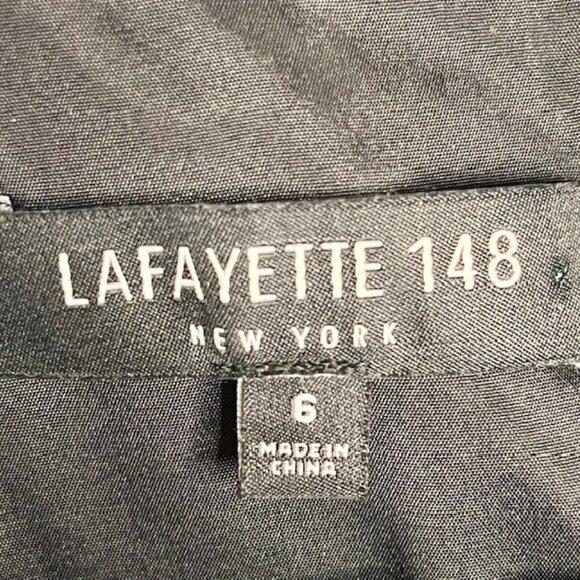 LAFAYETTE 148
NEW YORK
6
MADE IN
CHINA